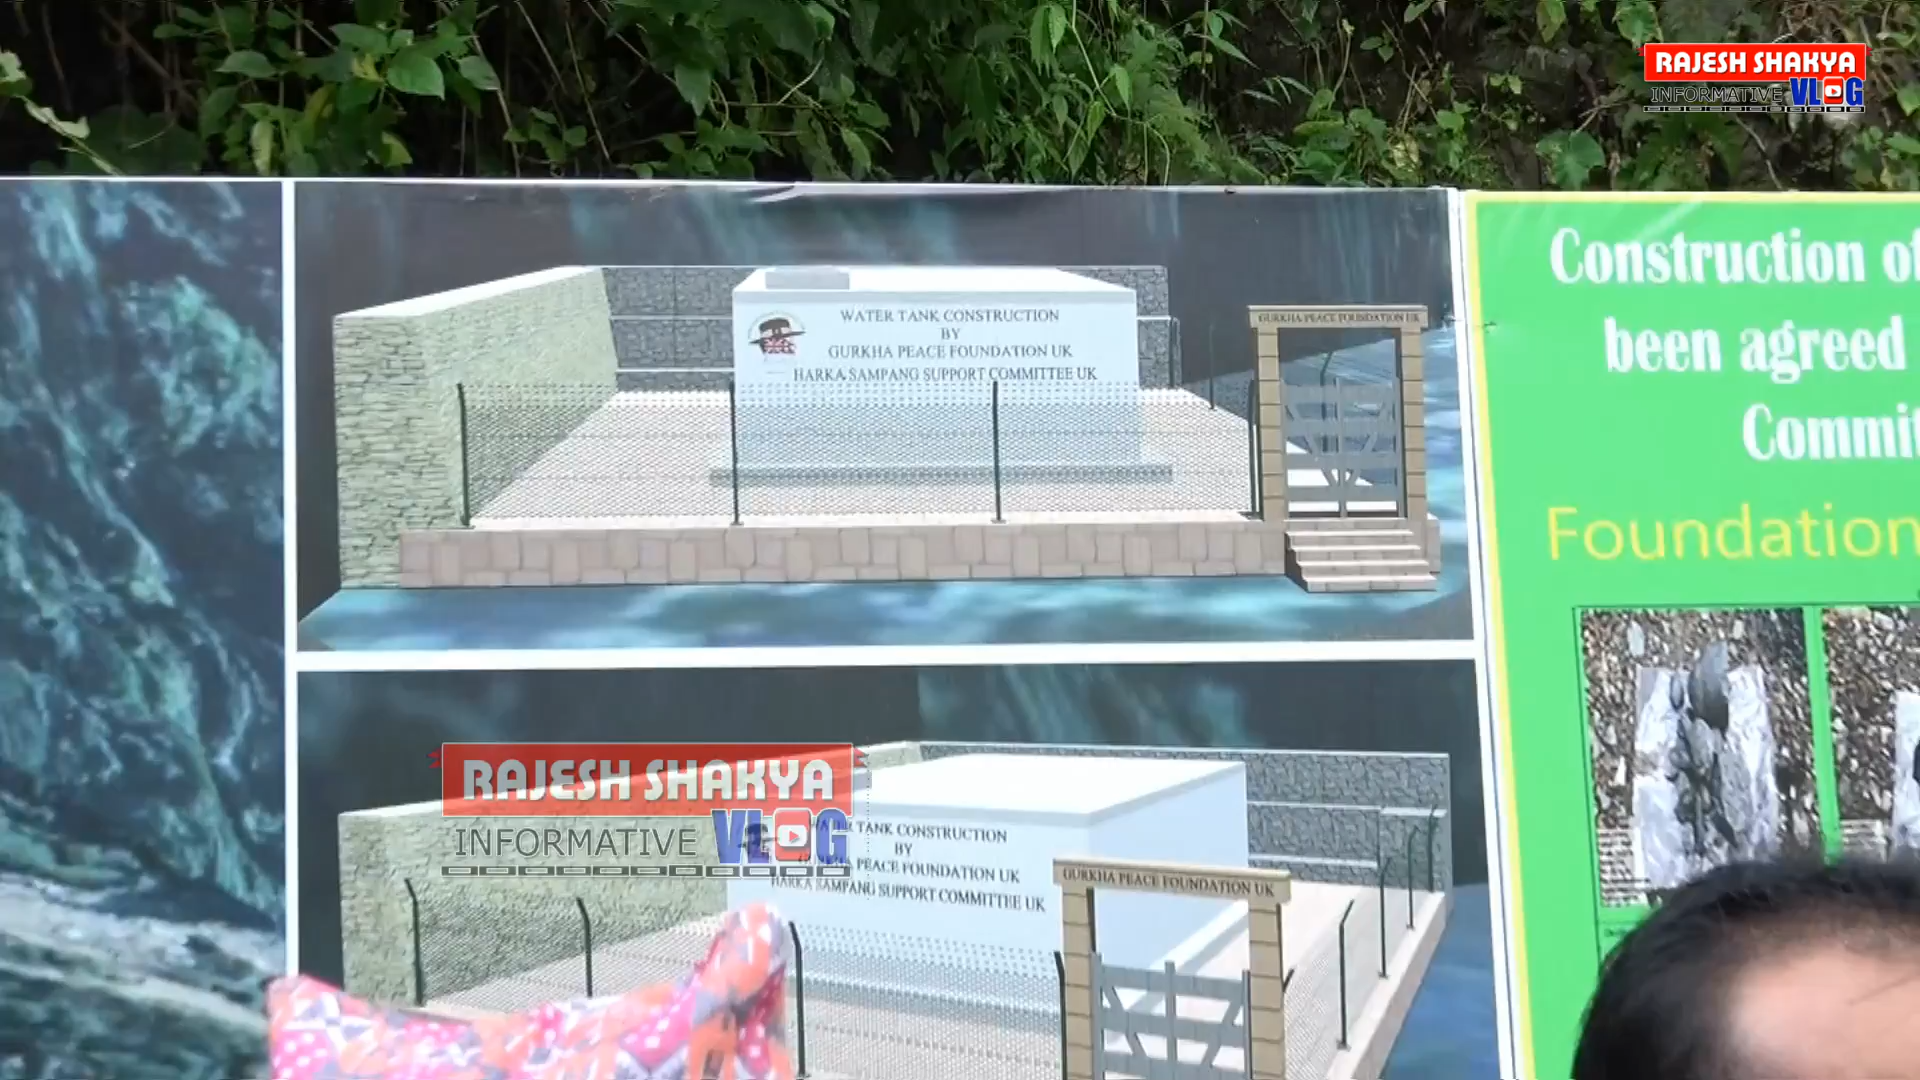 RAJESH SHAKYA
INFORMATIVE VLOG
WATER TANK CONSTRUCTION
BY
GURKHA PEACE FOUNDATION UK
HARKA SAMPANG SUPPORT COMMITTEE UK
GURKHA PEACE FOUNDATION UK
Construction of
been agreed
Commit
Foundation
RAJESH SHAKYA
INFORMATIVE VLOG
TANK CONSTRUCTION
BY
PEACE FOUNDATION UK
HARKA SAMPANG SUPPORT COMMITTEE UK
GURKHA PEACE FOUNDATION UK